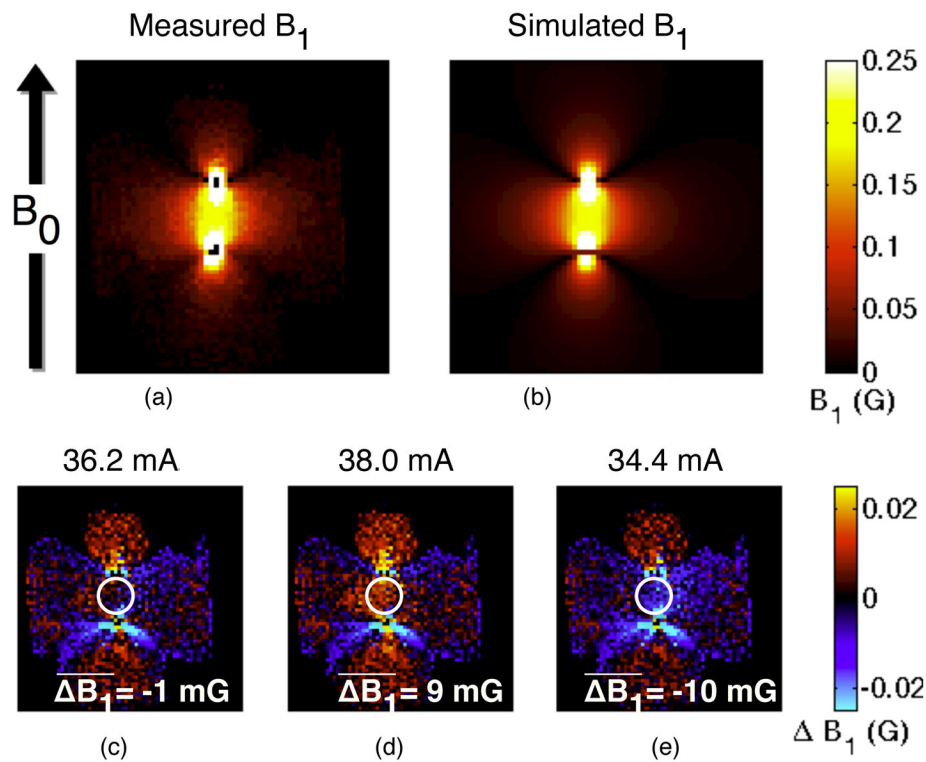 Measured B1
Simulated B1
B0
0.25
0.2
0.15
0.1
0.05
0
B1 (G)
(a)
(b)
36.2 mA
38.0 mA
34.4 mA
0.02
0
-0.02
Δ B1 (G)
ΔB1 = -1 mG
ΔB1 = 9 mG
ΔB1 = -10 mG
(c)
(d)
(e)